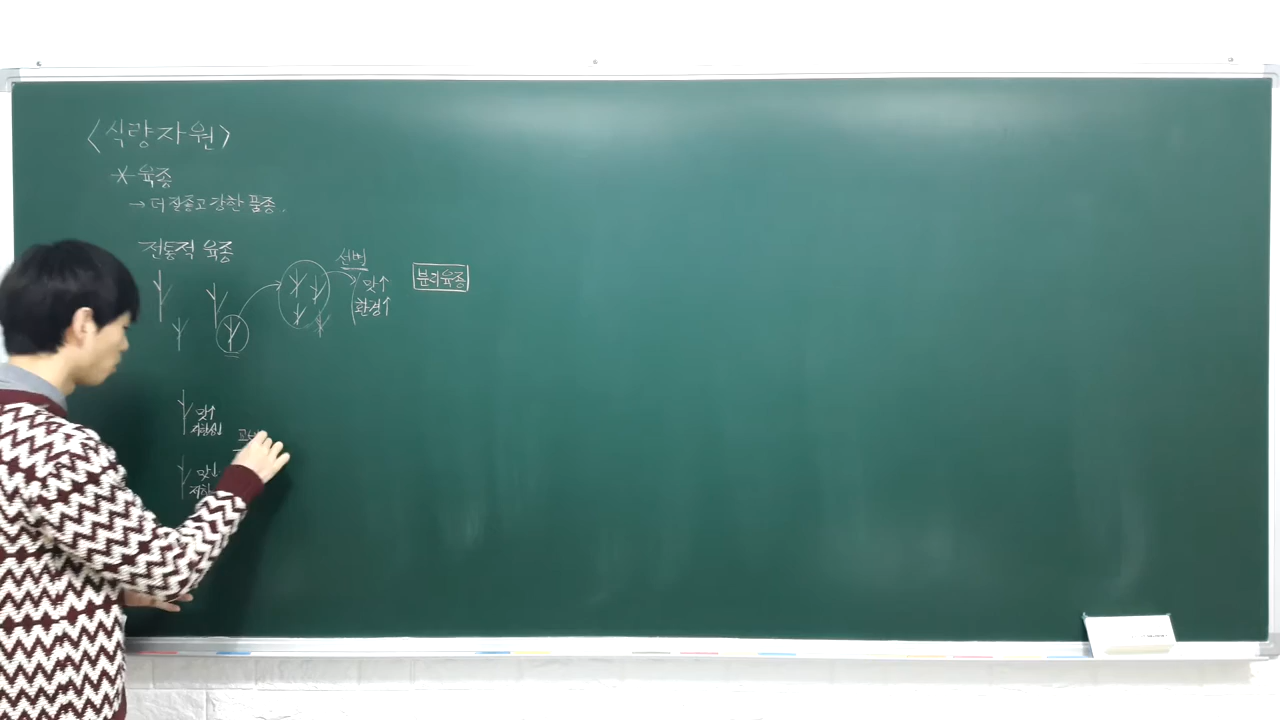 <식량자원>
* 육종
→ 더 잘좋고 강한 품종.
전통적 육종
선별
맛↑
환경↑
분리육종
맛↑
맛↓